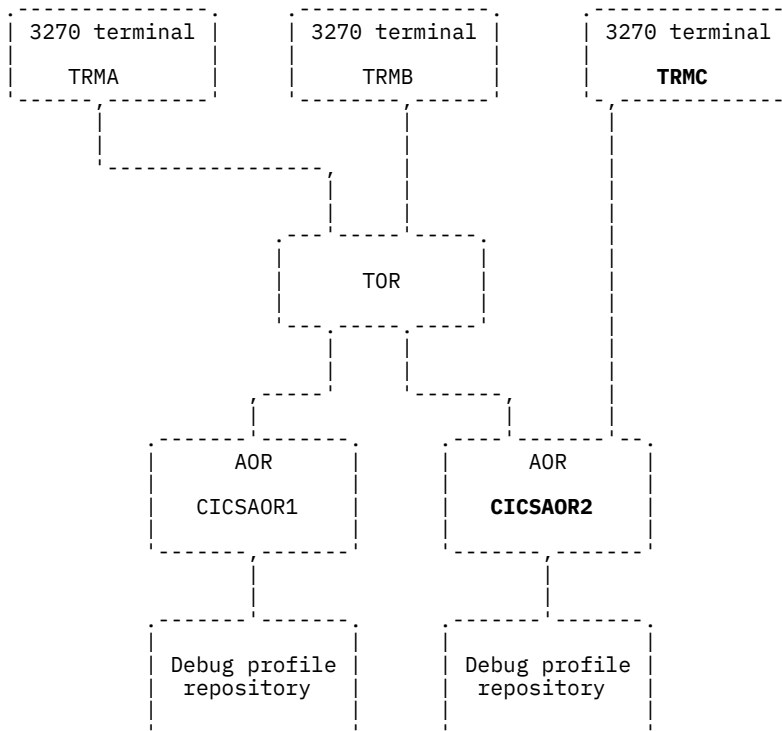 3270 terminal 3270 terminal 3270 terminal
TRMA TRMB TRMC
TOR
AOR AOR
CICSAOR1 CICSAOR2
Debug profile Debug profile
repository repository